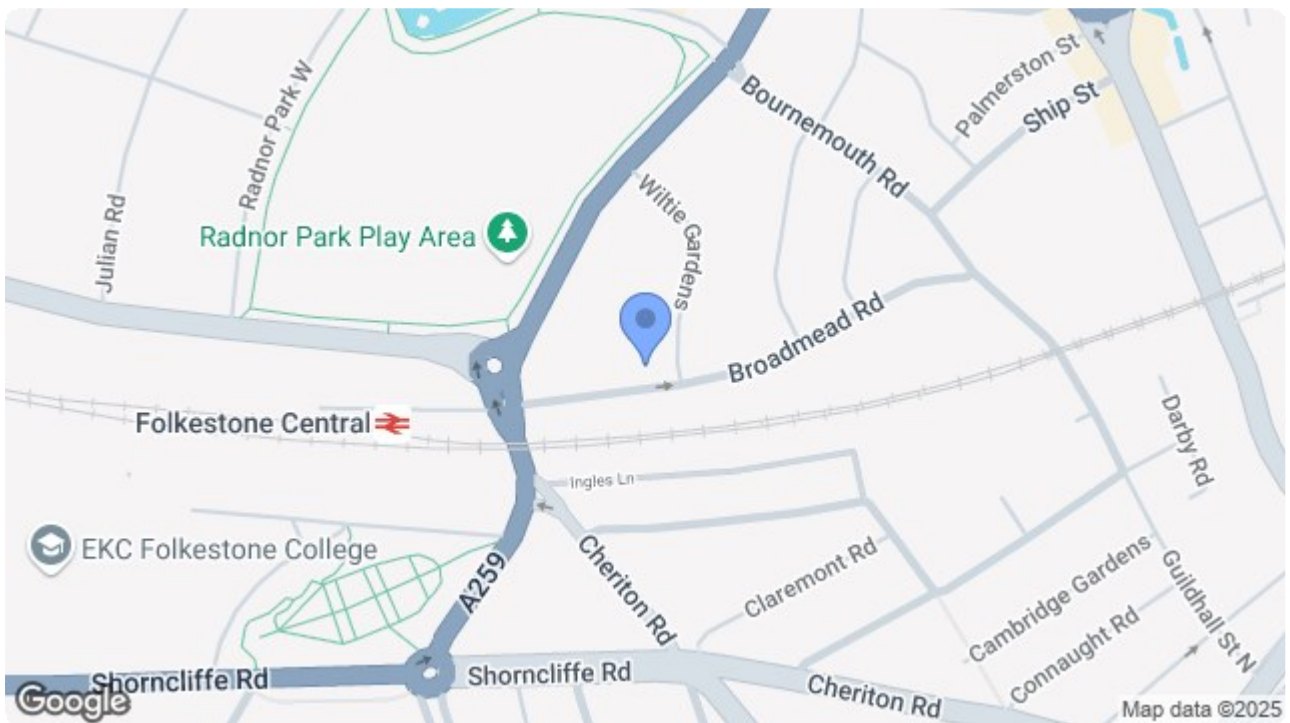 Palmerston St
Ship St
Bournemouth Rd
Radnor Park W
Julian Rd
Wiltie Gardens
Radnor Park Play Area
Broadmead Rd
Folkestone Central
Darby Rd
Ingles Ln
EKC Folkestone College
A259
Cheriton Rd
Claremont Rd
Cambridge Gardens
Guildhall St N
Connaught Rd
Shorncliffe Rd
Shorncliffe Rd
Cheriton Rd
Google
Map data ©2025